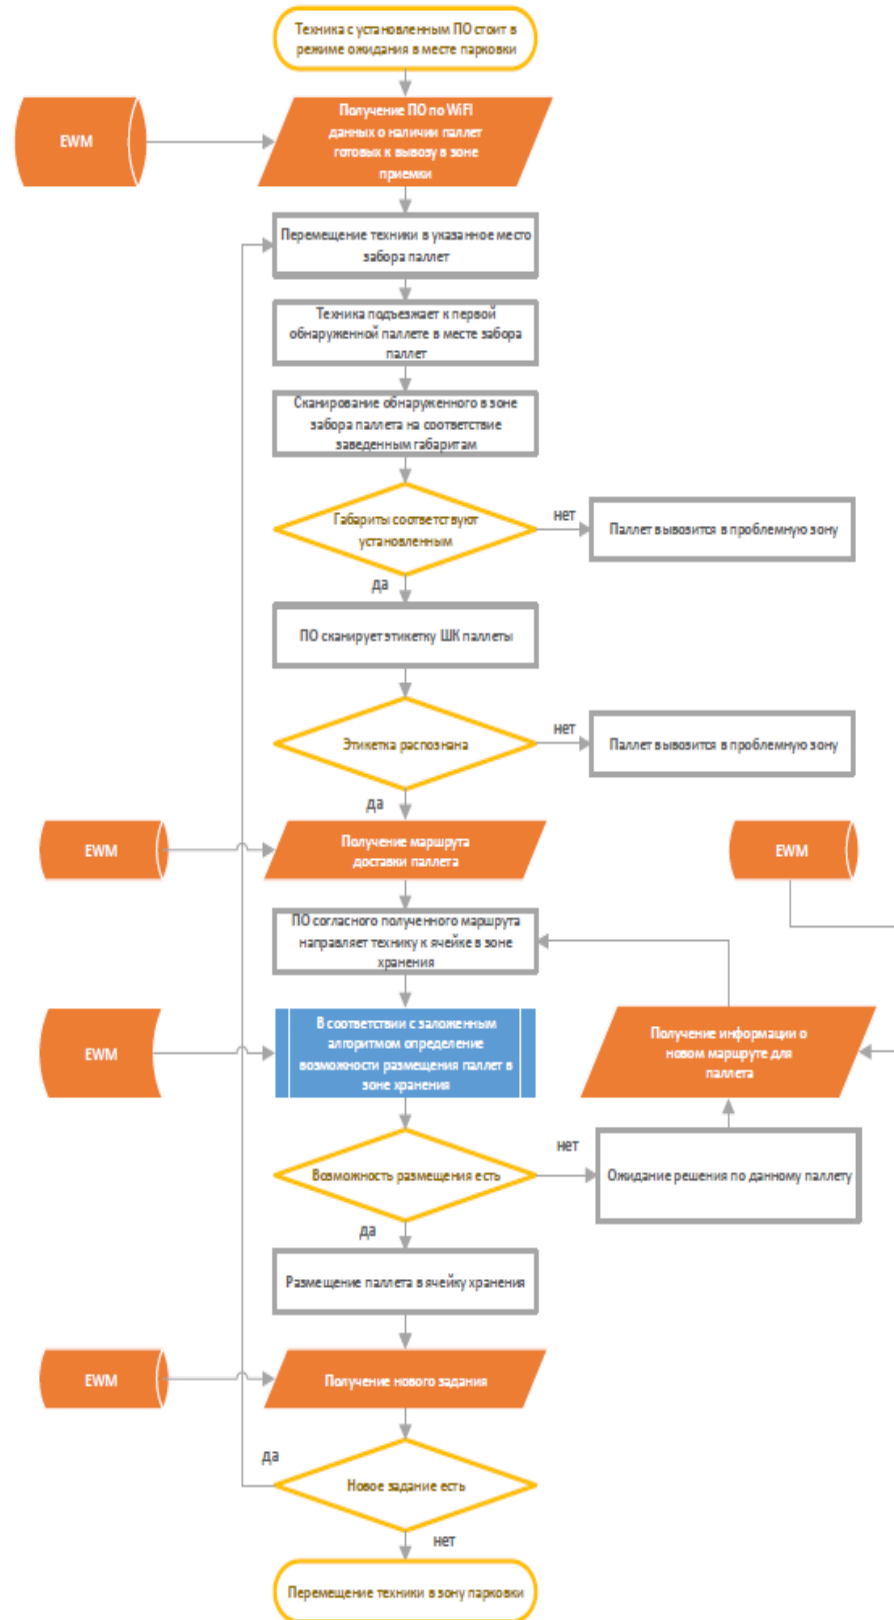 Техника с установленным ПО стоит в
режиме ожидания в месте парковки
EWM
Получение ПО по WiFi
данных о наличии паллет
готовых к вывозу в зоне
приемки
Перемещение техники в указанное место
забора паллет
Техника подъезжает к первой
обнаруженной паллете в месте забора
паллет
Сканирование обнаруженного в зоне
забора паллета на соответствие
заведенным габаритам
Габариты соответствуют
установленным
нет
Паллет вывозится в проблемную зону
да
ПО сканирует этикетку ШК паллеты
Этикетка распознана
нет
Паллет вывозится в проблемную зону
да
EWM
Получение маршрута
доставки паллета
EWM
ПО согласного полученного маршрута
направляет технику к ячейке в зоне
хранения
EWM
В соответствии с заложенным
алгоритмом определение
возможности размещения паллет в
зоне хранения
Получение информации о
новом маршруте для
паллета
Возможность размещения есть
нет
Ожидание решения по данному паллету
да
Размещение паллета в ячейку хранения
EWM
Получение нового задания
да
Новое задание есть
нет
Перемещение техники в зону парковки